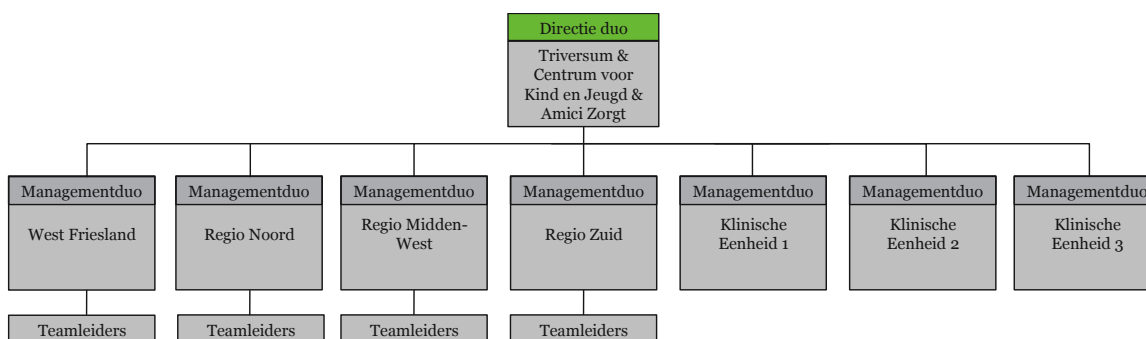 Directie duo
Triversum &
Centrum voor
Kind en Jeugd &
Amici Zorgt
Managementduo
West Friesland
Managementduo
Regio Noord
Managementduo
Regio Midden-
West
Managementduo
Regio Zuid
Managementduo
Klinische
Eenheid 1
Managementduo
Klinische
Eenheid 2
Managementduo
Klinische
Eenheid 3
Teamleiders
Teamleiders
Teamleiders
Teamleiders